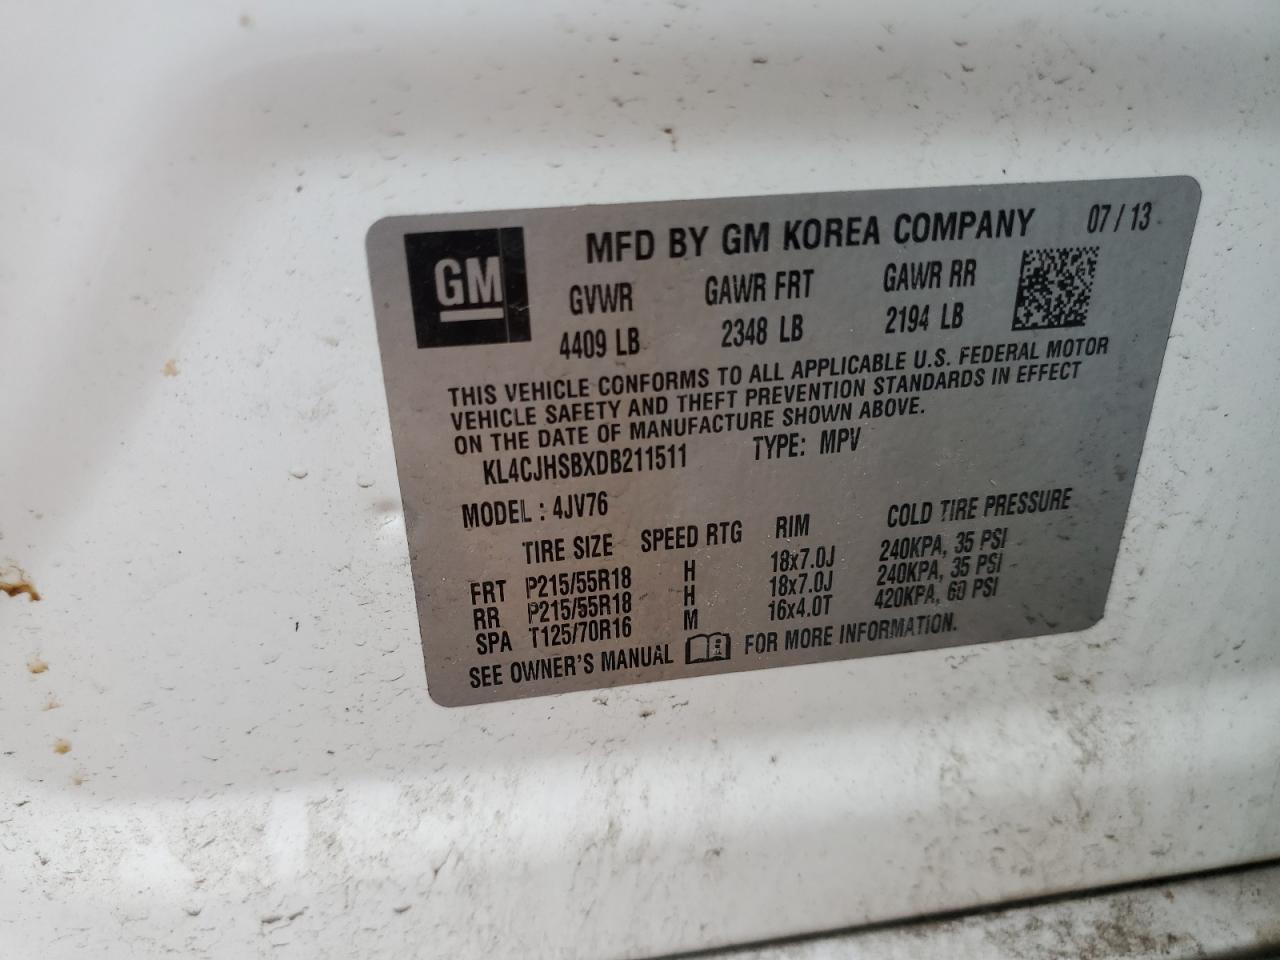 GM
MFD BY GM KOREA COMPANY 07/13
GVWR GAWR FRT GAWR RR
4409 LB 2348 LB 2194 LB
THIS VEHICLE CONFORMS TO ALL APPLICABLE U.S. FEDERAL MOTOR
VEHICLE SAFETY AND THEFT PREVENTION STANDARDS IN EFFECT
ON THE DATE OF MANUFACTURE SHOWN ABOVE.
KL4CJHSBXDB211511 TYPE: MPV
MODEL : 4JV76
TIRE SIZE SPEED RTG RIM COLD TIRE PRESSURE
FRT P215/55R18 H 18x7.0J 240KPA, 35 PSI
RR P215/55R18 H 18x7.0J 240KPA, 35 PSI
SPA T125/70R16 M 16x4.0T 420KPA, 60 PSI
SEE OWNER'S MANUAL FOR MORE INFORMATION.